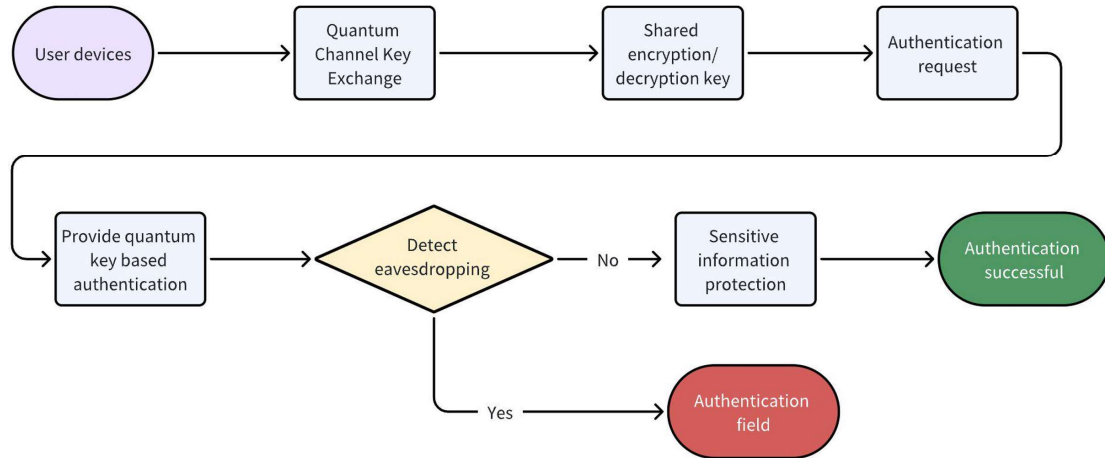 User devices
Quantum
Channel Key
Exchange
Shared
encryption/
decryption key
Authentication
request
Provide quantum
key based
authentication
Detect
eavesdropping
No
Sensitive
information
protection
Authentication
successful
Yes
Authentication
field